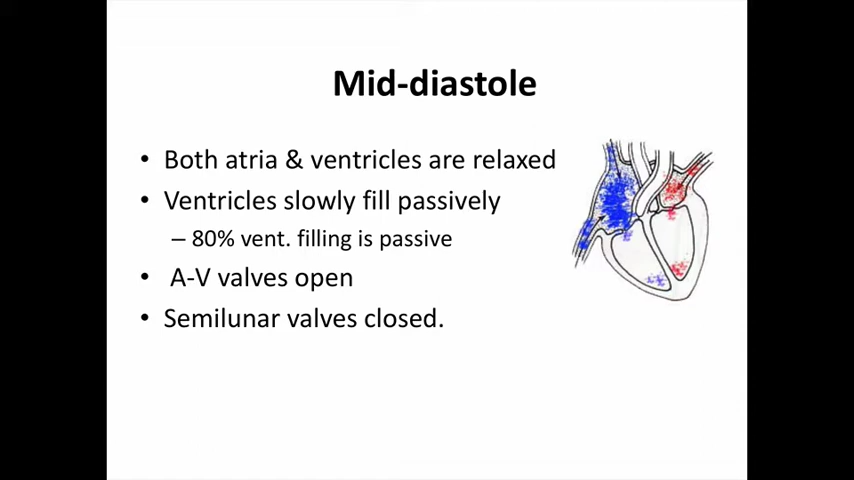 Mid-diastole
• Both atria & ventricles are relaxed
• Ventricles slowly fill passively
– 80% vent. filling is passive
• A-V valves open
• Semilunar valves closed.